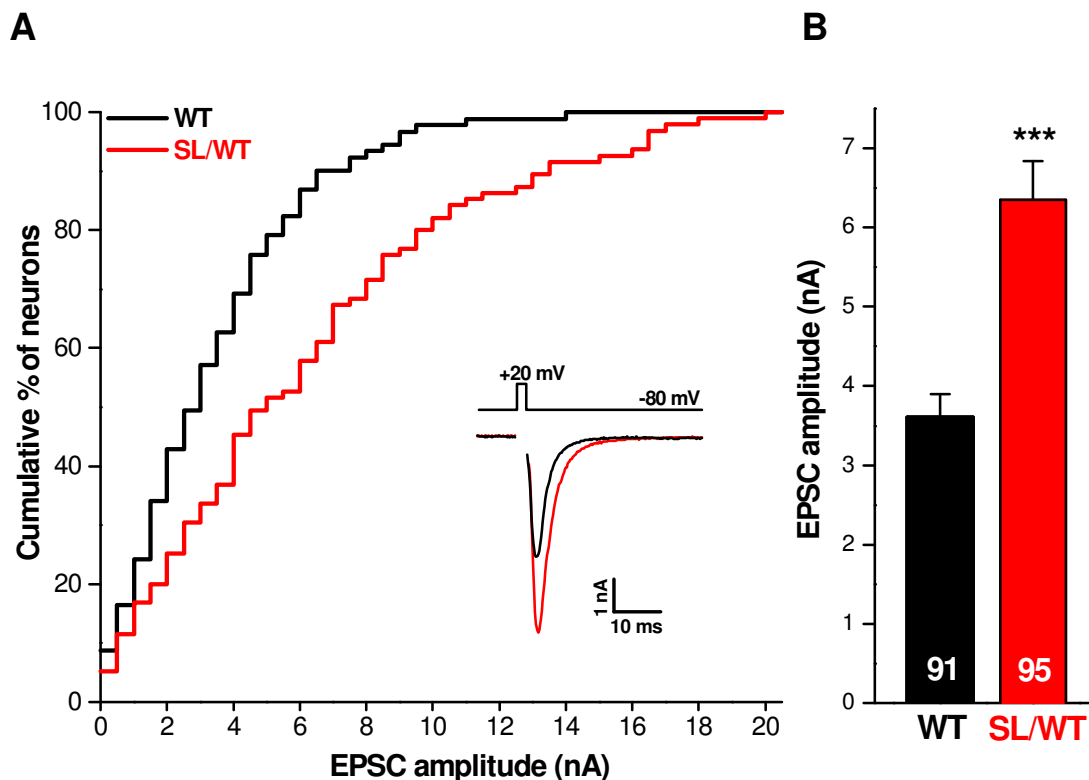 A
B
WT
SL/WT
Cumulative % of neurons
100
80
60
40
20
0
0 2 4 6 8 10 12 14 16 18 20
EPSC amplitude (nA)
+20 mV
-80 mV
1 nA
10 ms
EPSC amplitude (nA)
7
6
5
4
3
2
1
0
***
91 95
WT SL/WT